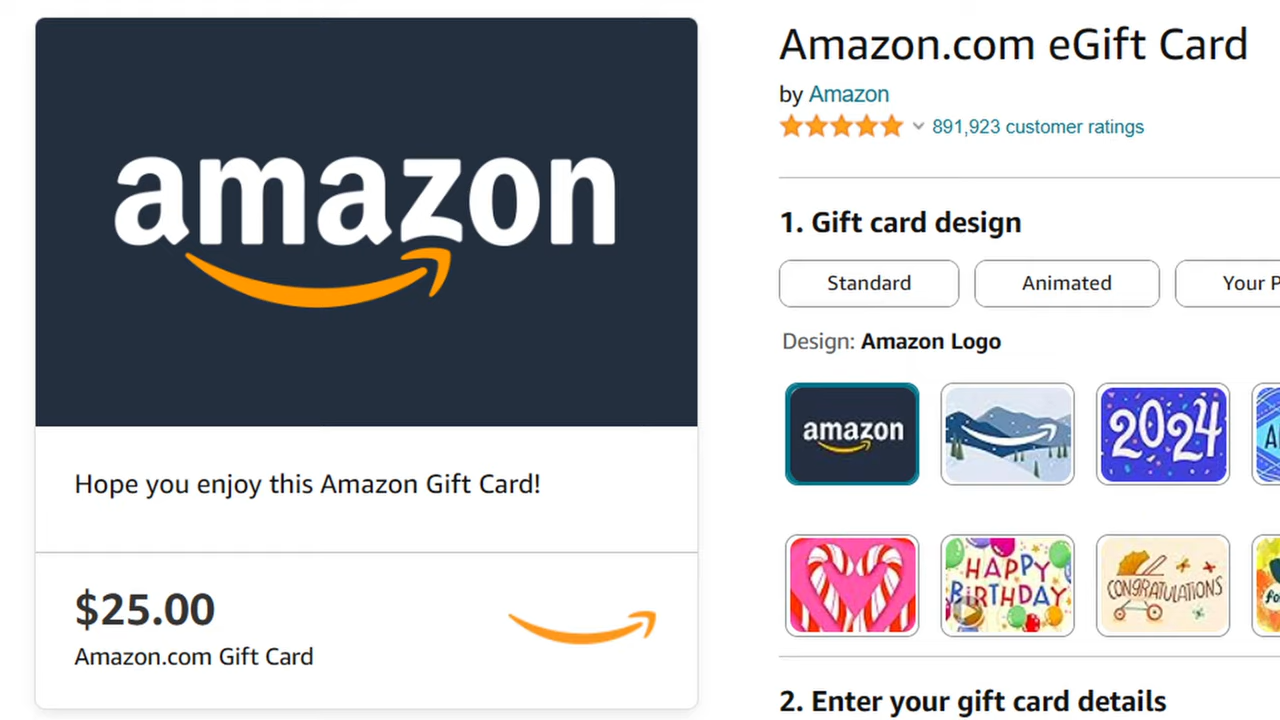 amazon
Hope you enjoy this Amazon Gift Card!
$25.00
Amazon.com Gift Card
Amazon.com eGift Card
by Amazon
891,923 customer ratings
1. Gift card design
Standard
Animated
Your
Design: Amazon Logo
amazon
2024
HAPPY
BIRTHDAY
CONGRATULATIONS
2. Enter your gift card details